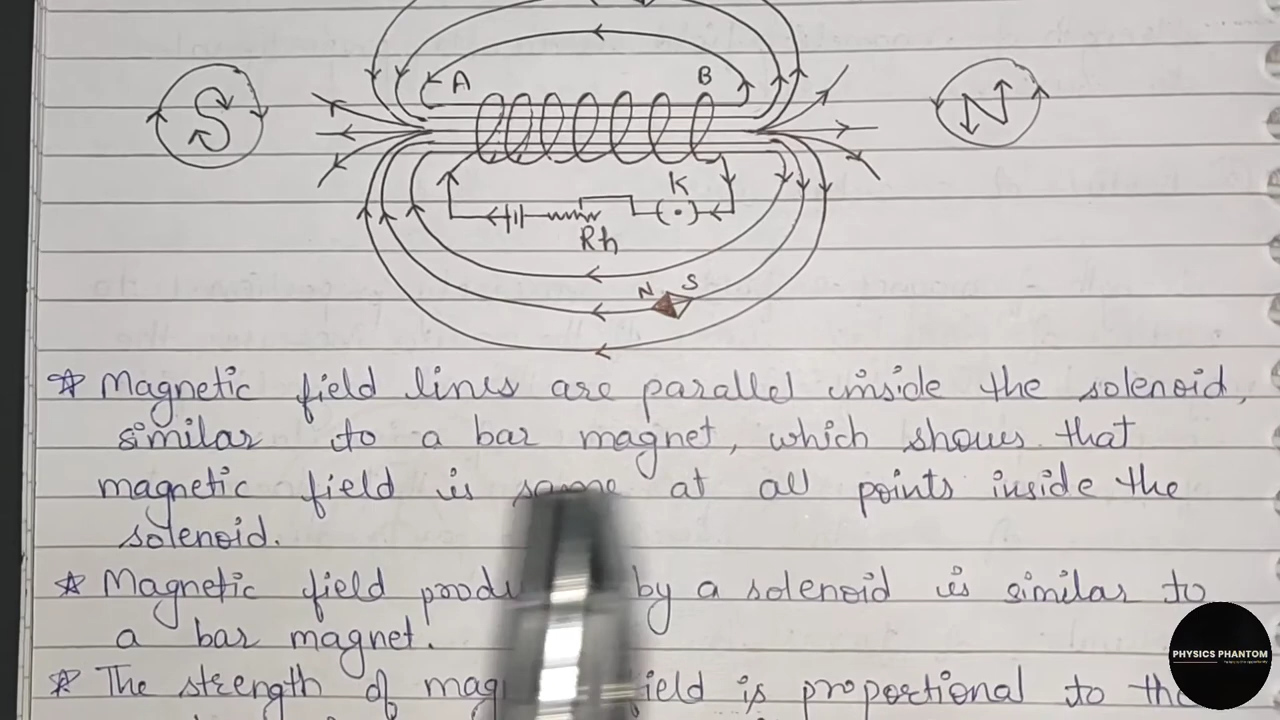 S
A
B
N
K
Rh
N S
☆ Magnetic field lines are parallel inside the solenoid,
similar to a bar magnet, which shows that
magnetic field is same at all points inside the
solenoid.
☆ Magnetic field by a solenoid is similar to
a bar magnet.
☆ The strength of field is proportional to the
PHYSICS PHANTOM